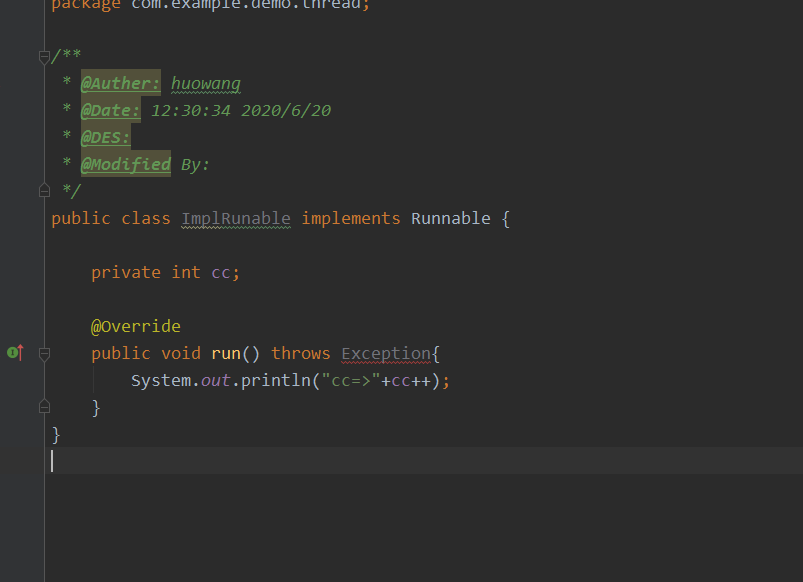 package com.example.demo.thread;
/**
* @Auther: huowang
* @Date: 12:30:34 2020/6/20
* @DES:
* @Modified By:
*/
public class ImplRunable implements Runnable {
private int cc;
@Override
public void run() throws Exception{
System.out.println("cc=>"+cc++);
}
}